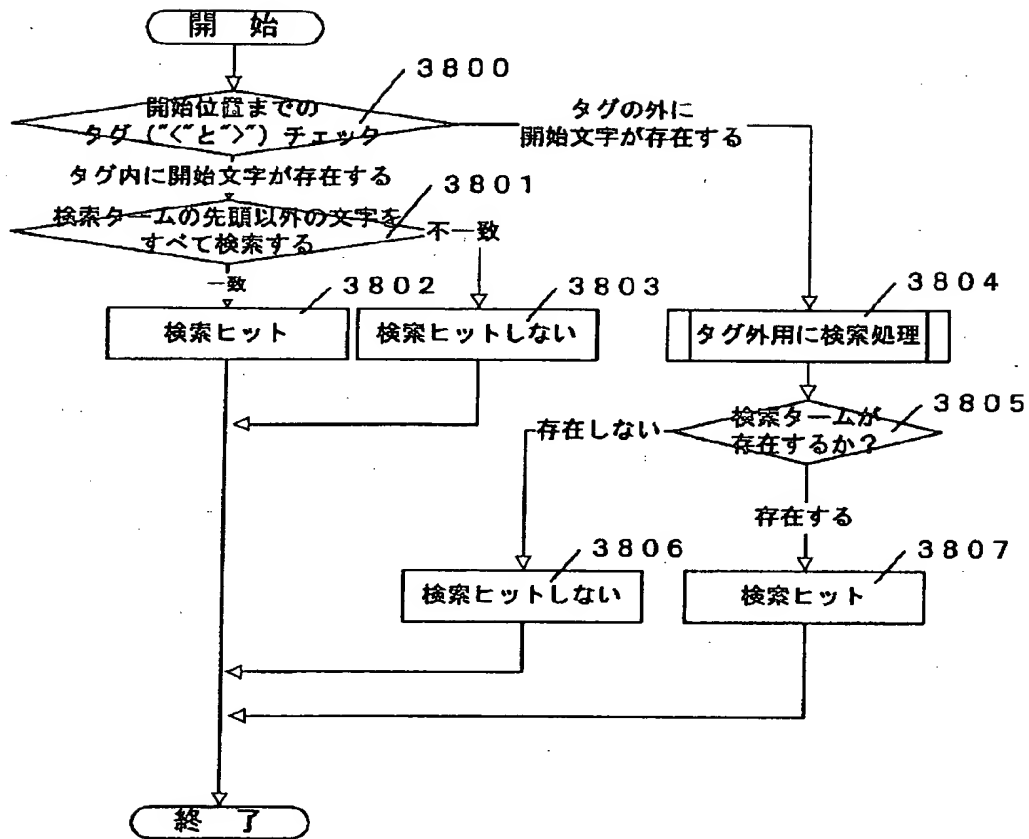 開　始
3800
開始位置までの
タグ ("<"と">") チェッタ
タグの外に
開始文字が存在する
タグ内に開始文字が存在する
3801
検索タームの先頭以外の文字を
すべて検索する
不一致
一致
3802
検索ヒット
3803
検索ヒットしない
3804
タグ外用に検索処理
3805
検索タームが
存在するか?
存在しない
存在する
3806
検索ヒットしない
3807
検索ヒット
終　了